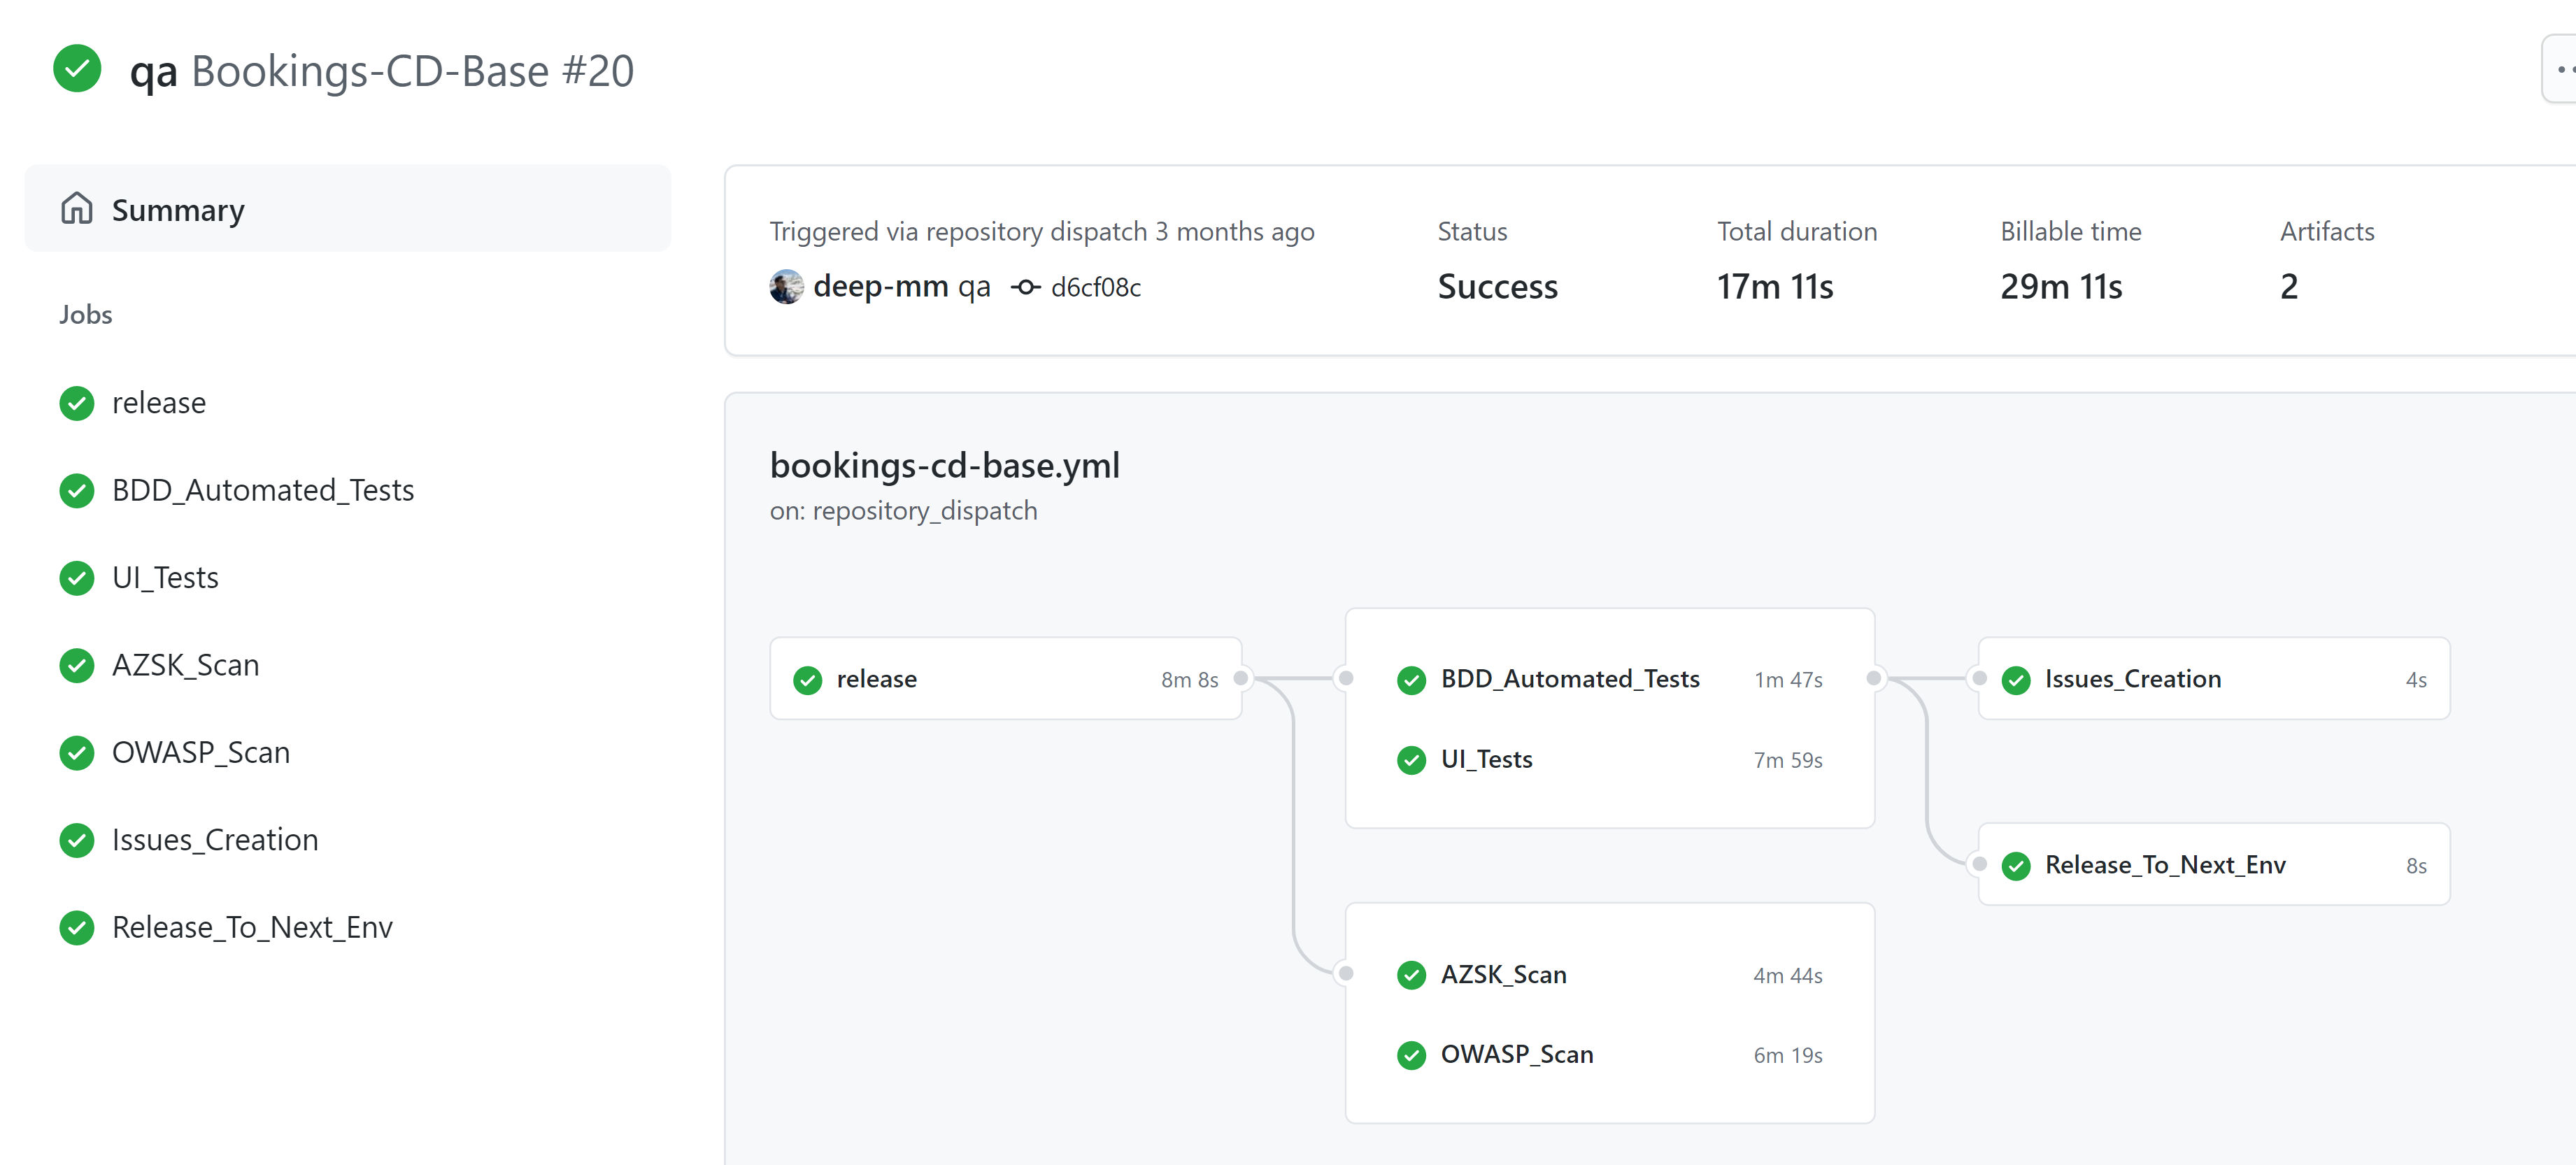 qa Bookings-CD-Base #20
Summary
Jobs
release
BDD_Automated_Tests
UI_Tests
AZSK_Scan
OWASP_Scan
Issues_Creation
Release_To_Next_Env
Triggered via repository dispatch 3 months ago
deep-mm qa d6cf08c
Status
Success
Total duration
17m 11s
Billable time
29m 11s
Artifacts
2
bookings-cd-base.yml
on: repository_dispatch
release 8m 8s
BDD_Automated_Tests 1m 47s
UI_Tests 7m 59s
AZSK_Scan 4m 44s
OWASP_Scan 6m 19s
Issues_Creation 4s
Release_To_Next_Env 8s